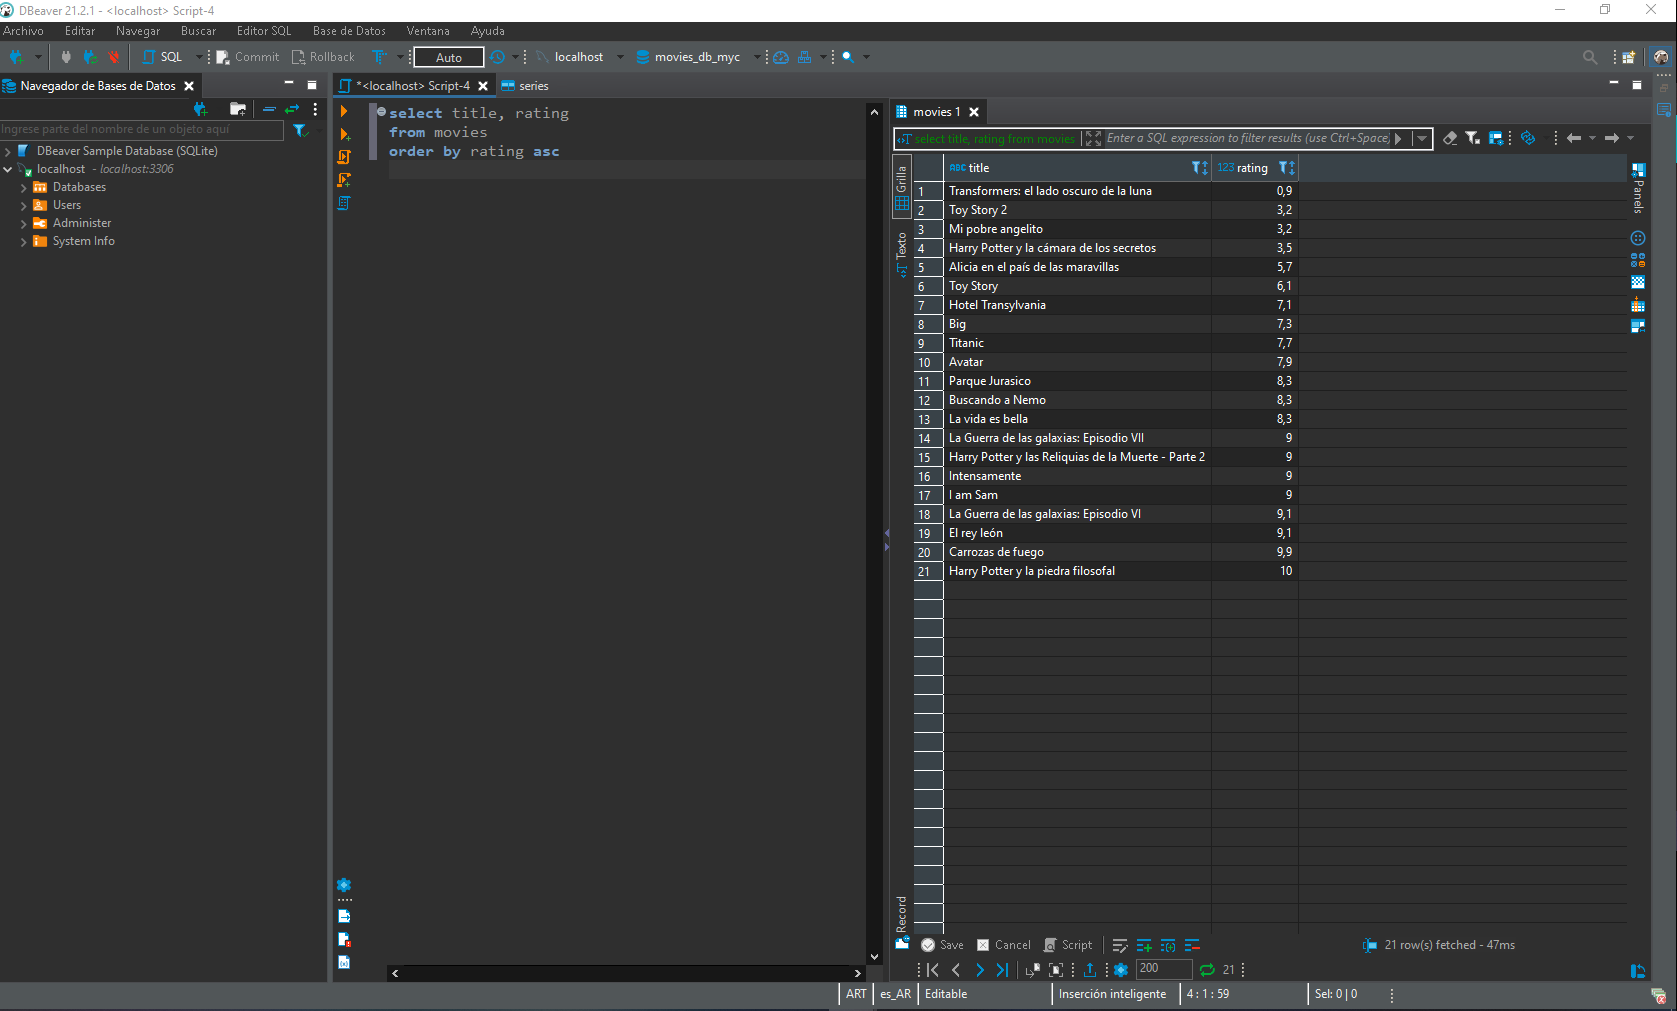 DBeaver 21.2.1 - <localhost> Script-4
Archivo Editar Navegar Buscar Editor SQL Base de Datos Ventana Ayuda
SQL Commit Rollback Auto localhost movies_db_myc
Navegador de Bases de Datos
Ingrese parte del nombre de un objeto aquí
DBeaver Sample Database (SQLite)
localhost - localhost:3306
Databases
Users
Administer
System Info
*<localhost> Script-4
series
select title, rating
from movies
order by rating asc
movies 1
select title, rating from movies
Enter a SQL expression to filter results (use Ctrl+Space)
Grilla
Texto
Record
Panels
ABC title 123 rating
1 Transformers: el lado oscuro de la luna 0,9
2 Toy Story 2 3,2
3 Mi pobre angelito 3,2
4 Harry Potter y la cámara de los secretos 3,5
5 Alicia en el país de las maravillas 5,7
6 Toy Story 6,1
7 Hotel Transylvania 7,1
8 Big 7,3
9 Titanic 7,7
10 Avatar 7,9
11 Parque Jurasico 8,3
12 Buscando a Nemo 8,3
13 La vida es bella 8,3
14 La Guerra de las galaxias: Episodio VII 9
15 Harry Potter y las Reliquias de la Muerte - Parte 2 9
16 Intensamente 9
17 I am Sam 9
18 La Guerra de las galaxias: Episodio VI 9,1
19 El rey león 9,1
20 Carrozas de fuego 9,9
21 Harry Potter y la piedra filosofal 10
Save Cancel Script
21 row(s) fetched - 47ms
200 21
ART es_AR Editable Inserción inteligente 4 : 1 : 59 Sel: 0 | 0